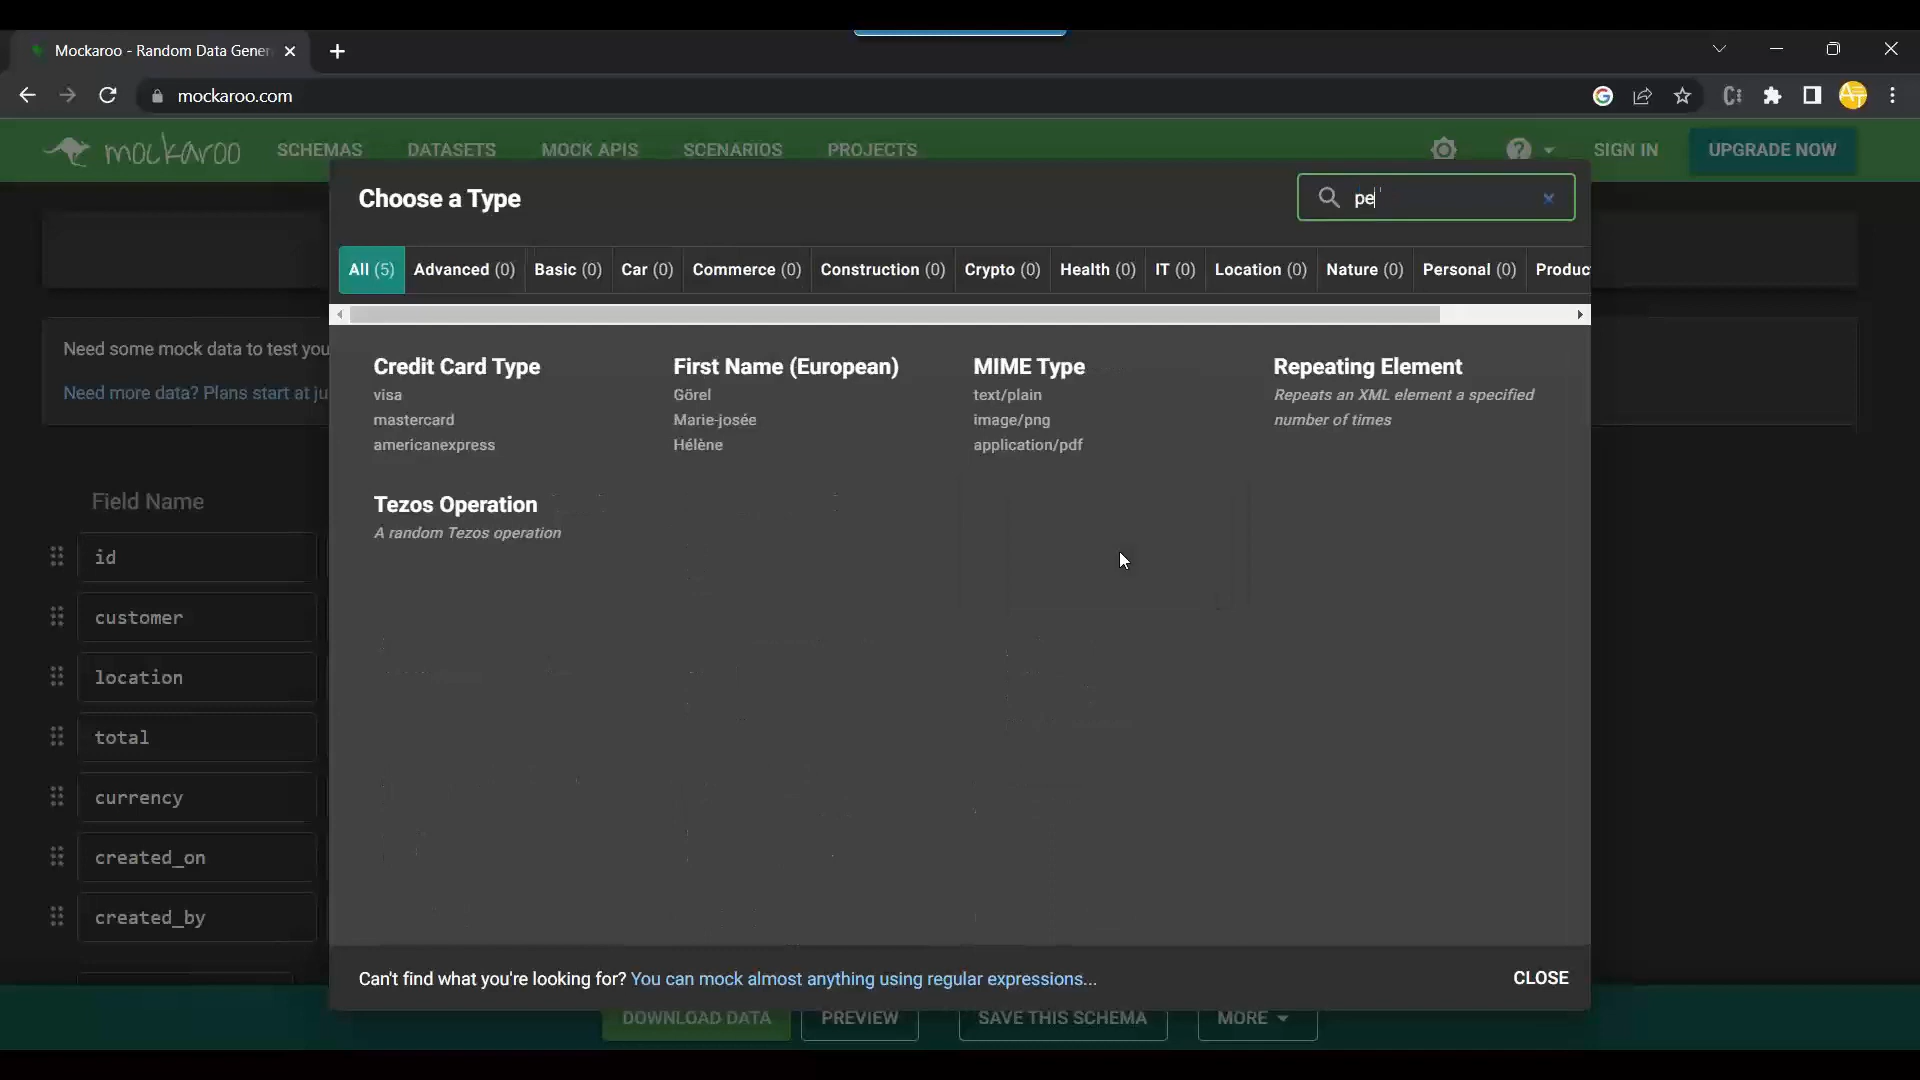 Mockaroo - Random Data Gener
mockaroo.com
mockaroo
SCHEMAS
DATASETS
MOCK APIS
SCENARIOS
PROJECTS
SIGN IN
UPGRADE NOW
Choose a Type
pe
All (5)
Advanced (0)
Basic (0)
Car (0)
Commerce (0)
Construction (0)
Crypto (0)
Health (0)
IT (0)
Location (0)
Nature (0)
Personal (0)
Produc
Need some mock data to test you
Need more data? Plans start at ju
Credit Card Type
visa
mastercard
americanexpress
First Name (European)
Görel
Marie-josée
Hélène
MIME Type
text/plain
image/png
application/pdf
Repeating Element
Repeats an XML element a specified
number of times
Tezos Operation
A random Tezos operation
Field Name
id
customer
location
total
currency
created_on
created_by
Can't find what you're looking for? You can mock almost anything using regular expressions...
CLOSE
DOWNLOAD DATA
PREVIEW
SAVE THIS SCHEMA
MORE